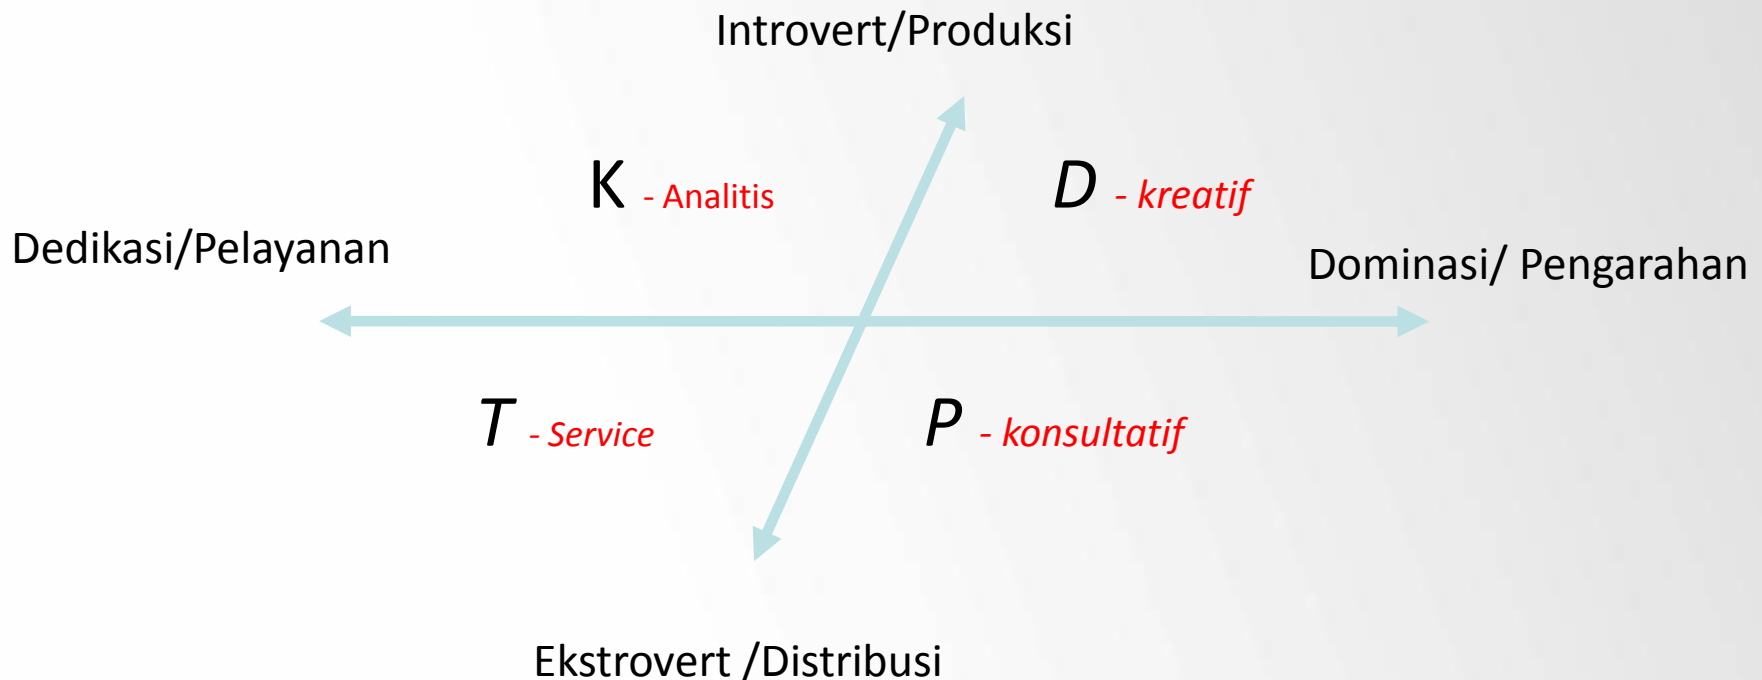 Introvert/Produksi
K - Analitis
D - kreatif
Dedikasi/Pelayanan
Dominasi/ Pengarahan
T - Service
P - konsultatif
Ekstrovert /Distribusi